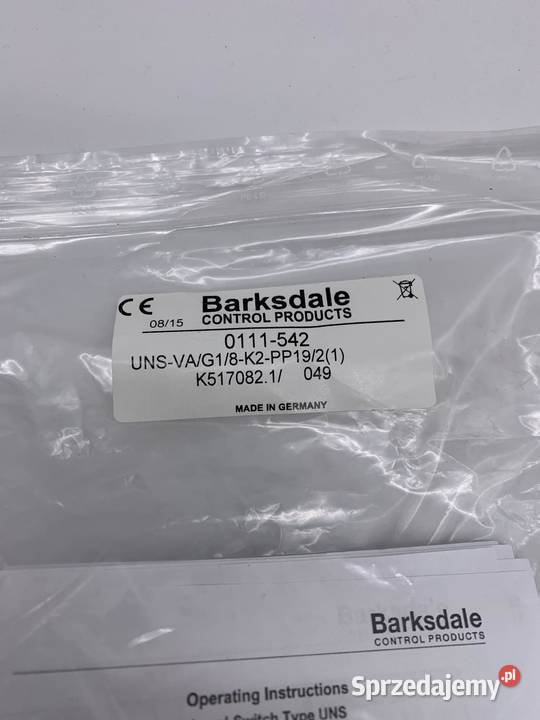 CE
08/15
Barksdale
CONTROL PRODUCTS
0111-542
UNS-VA/G1/8-K2-PP19/2(1)
K517082.1/ 049
MADE IN GERMANY
Barksdale
CONTROL PRODUCTS
Operating Instructions
Switch Type UNS
Sprzedajemy.pl